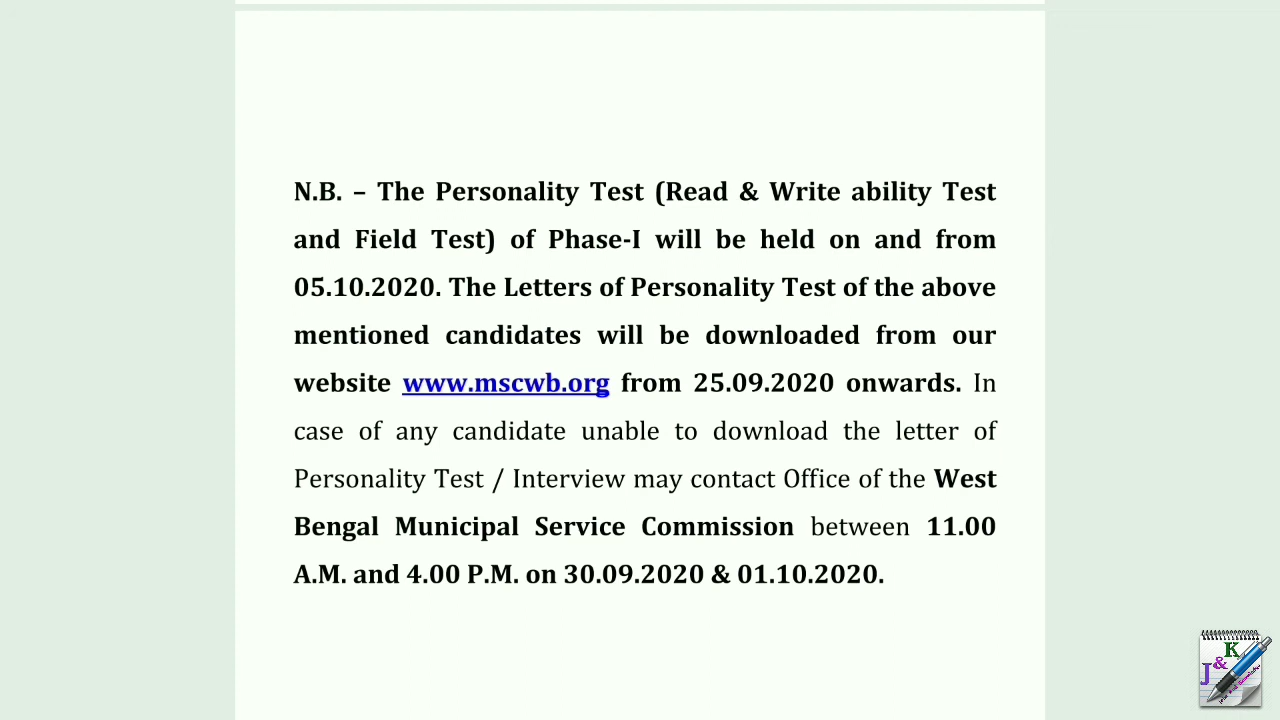 N.B. – The Personality Test (Read & Write ability Test
and Field Test) of Phase-I will be held on and from
05.10.2020. The Letters of Personality Test of the above
mentioned candidates will be downloaded from our
website www.mscwb.org from 25.09.2020 onwards. In
case of any candidate unable to download the letter of
Personality Test / Interview may contact Office of the West
Bengal Municipal Service Commission between 11.00
A.M. and 4.00 P.M. on 30.09.2020 & 01.10.2020.
J&K